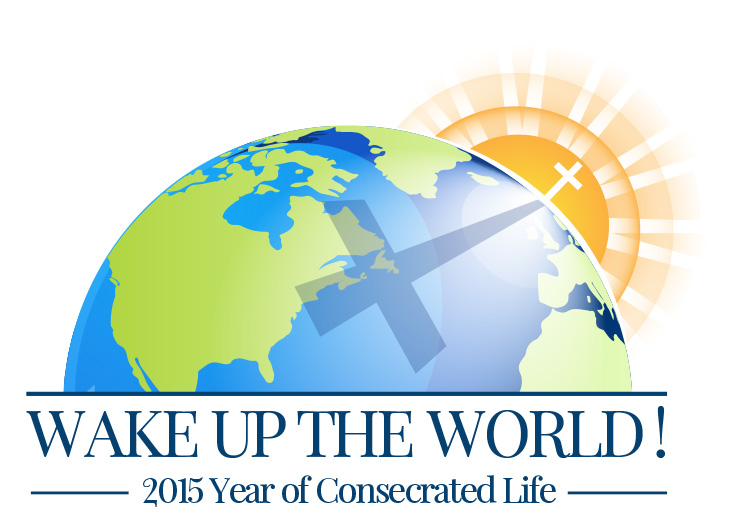 WAKE UP THE WORLD!
2015 Year of Consecrated Life